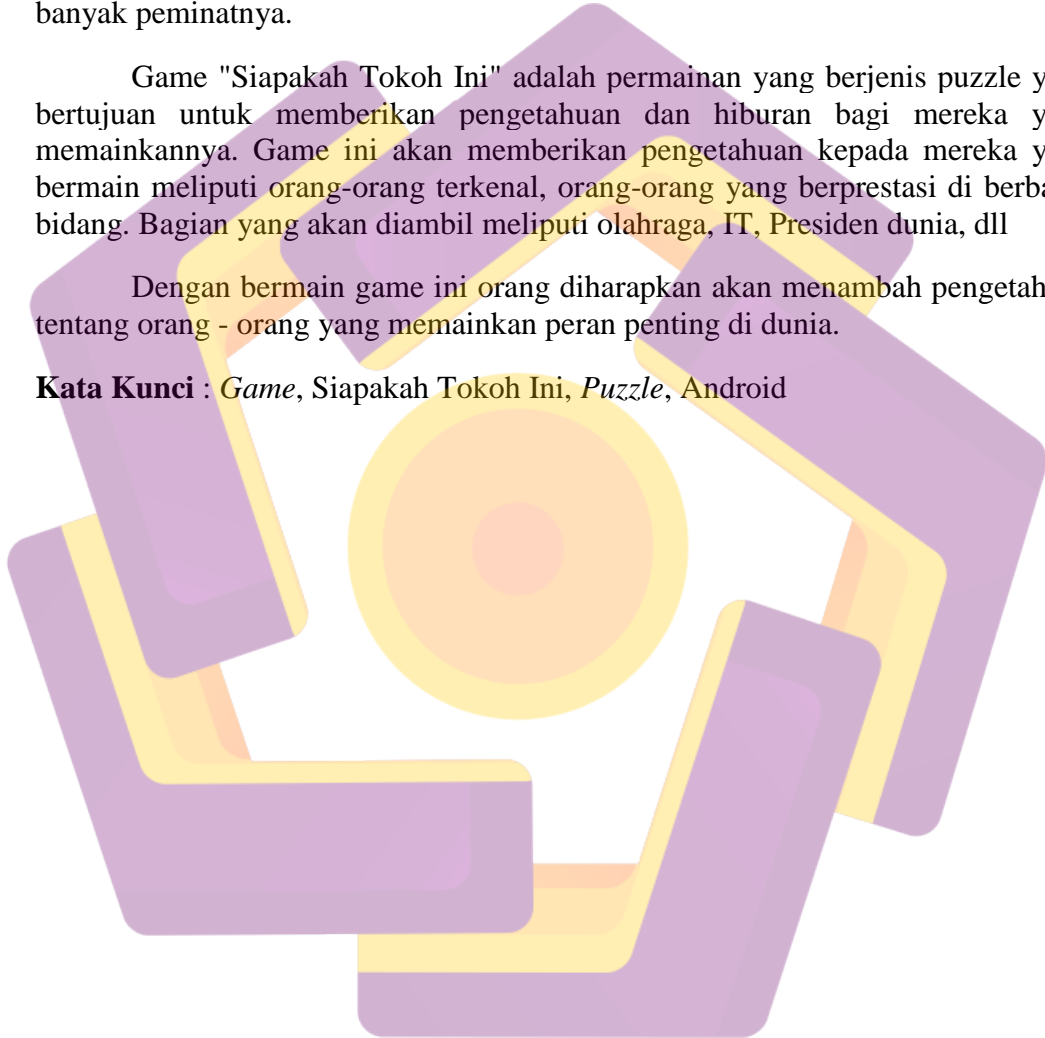 banyak peminatnya.
Game "Siapakah Tokoh Ini" adalah permainan yang berjenis puzzle y
bertujuan untuk memberikan pengetahuan dan hiburan bagi mereka y
memainkannya. Game ini akan memberikan pengetahuan kepada mereka y
bermain meliputi orang-orang terkenal, orang-orang yang berprestasi di berba
bidang. Bagian yang akan diambil meliputi olahraga, IT, Presiden dunia, dll
Dengan bermain game ini orang diharapkan akan menambah pengetah
tentang orang - orang yang memainkan peran penting di dunia.
Kata Kunci : Game, Siapakah Tokoh Ini, Puzzle, Android